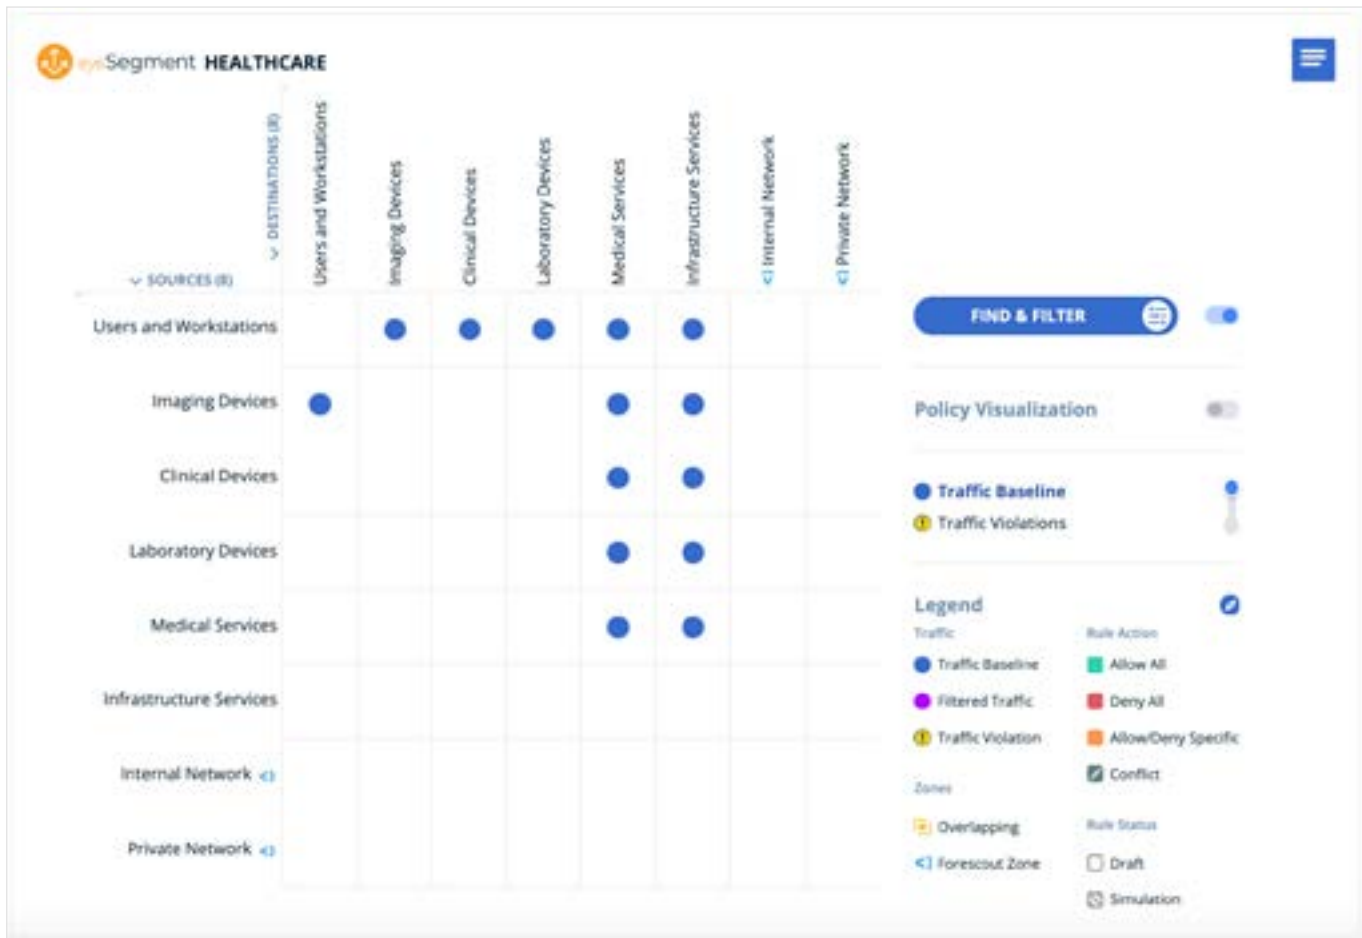 eyeSegment HEALTHCARE
DESTINATIONS (8)
Users and Workstations
Imaging Devices
Clinical Devices
Laboratory Devices
Medical Services
Infrastructure Services
Internal Network
Private Network
SOURCES (8)
Users and Workstations
Imaging Devices
Clinical Devices
Laboratory Devices
Medical Services
Infrastructure Services
Internal Network
Private Network
FIND & FILTER
Policy Visualization
Traffic Baseline
Traffic Violations
Legend
Traffic
Traffic Baseline
Filtered Traffic
Traffic Violation
Zones
Overlapping
Forescout Zone
Rule Action
Allow All
Deny All
Allow/Deny Specific
Conflict
Rule Status
Draft
Simulation